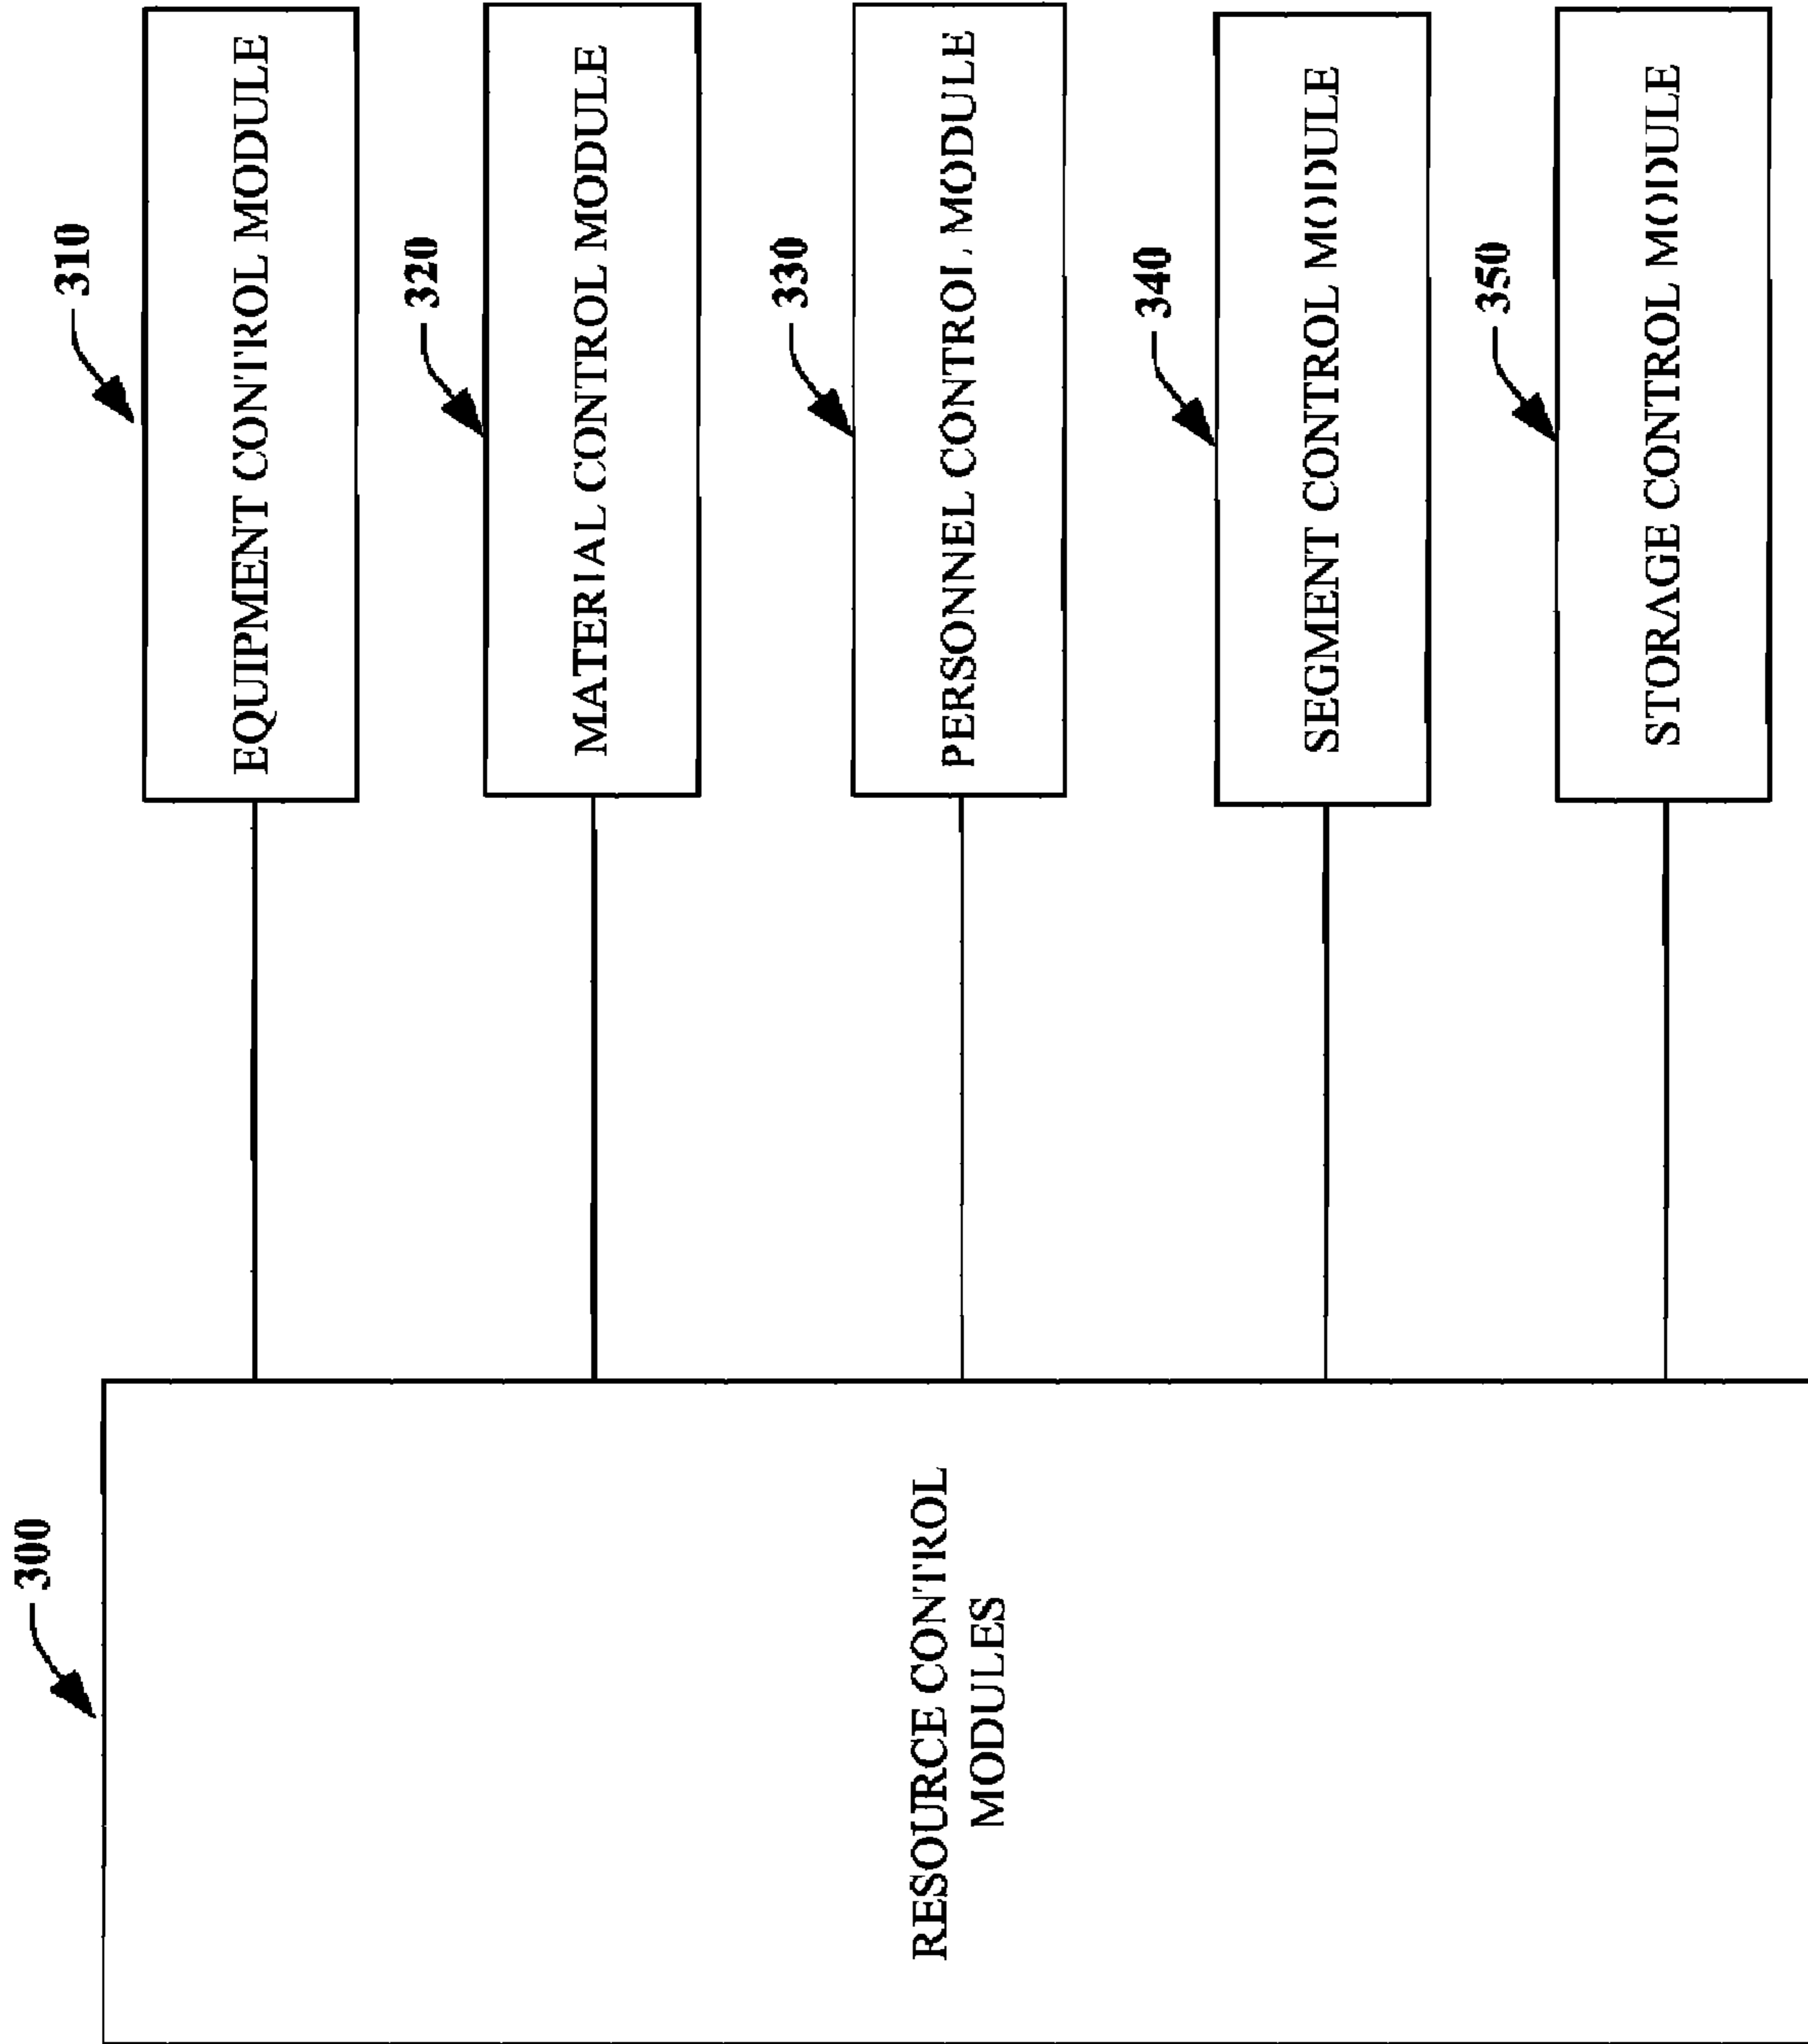 300
RESOURCE CONTROL
MODULES
310
EQUIPMENT CONTROL MODULE
320
MATERIAL CONTROL MODULE
330
PERSONNEL CONTROL MODULE
340
SEGMENT CONTROL MODULE
350
STORAGE CONTROL MODULE